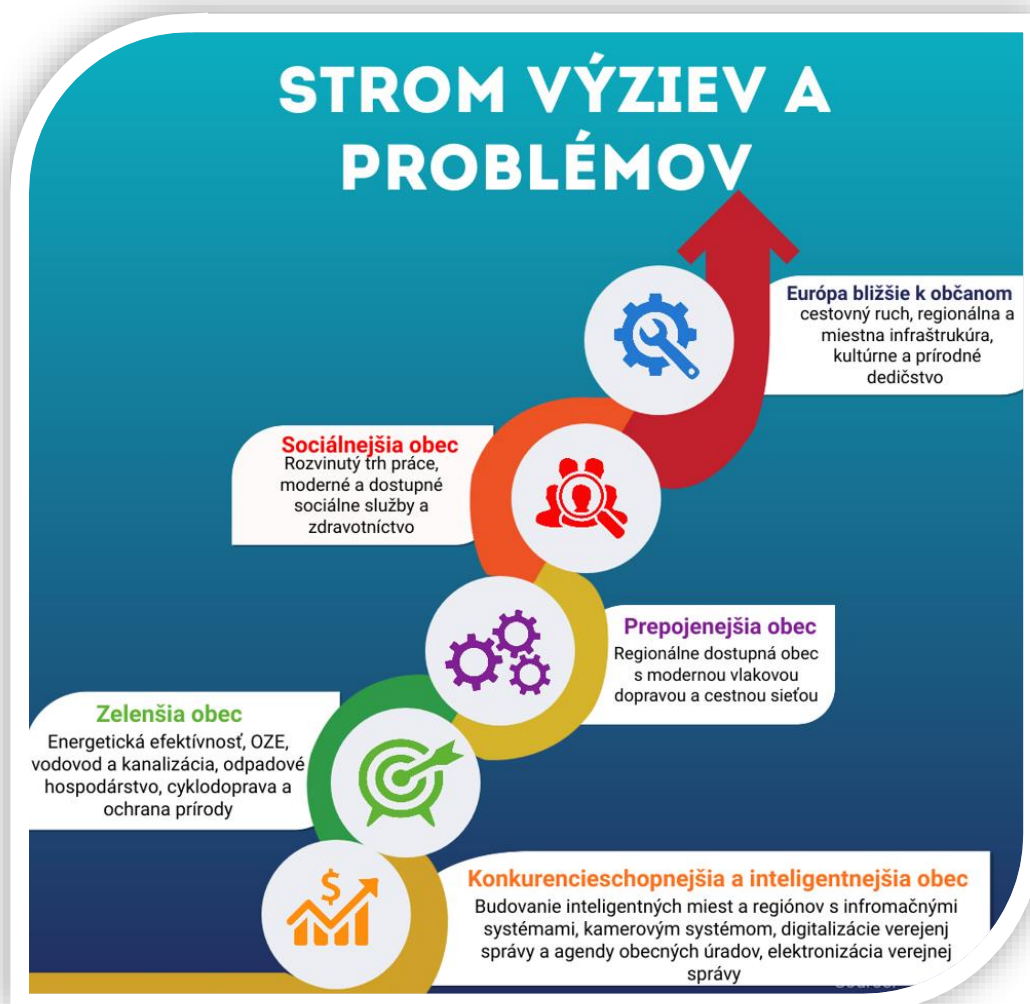 STROM VÝZIEV A
PROBLÉMOV
Európa bližšie k občanom
cestovný ruch, regionálna a
miestna infraštrukúra,
kultúrne a prírodné
dedičstvo
Sociálnejšia obec
Rozvinutý trh práce,
moderné a dostupné
sociálne služby a
zdravotníctvo
Prepojenejšia obec
Regionálne dostupná obec
s modernou vlakovou
dopravou a cestnou sieťou
Zelenšia obec
Energetická efektívnosť, OZE,
vodovod a kanalizácia, odpadové
hospodárstvo, cyklodoprava a
ochrana prírody
$
Konkurencieschopnejšia a inteligentnejšia obec
Budovanie inteligentných miest a regiónov s infromačnými
systémami, kamerovým systémom, digitalizácie verejenj
správy a agendy obecných úradov, elektronizácia verejnej
správy